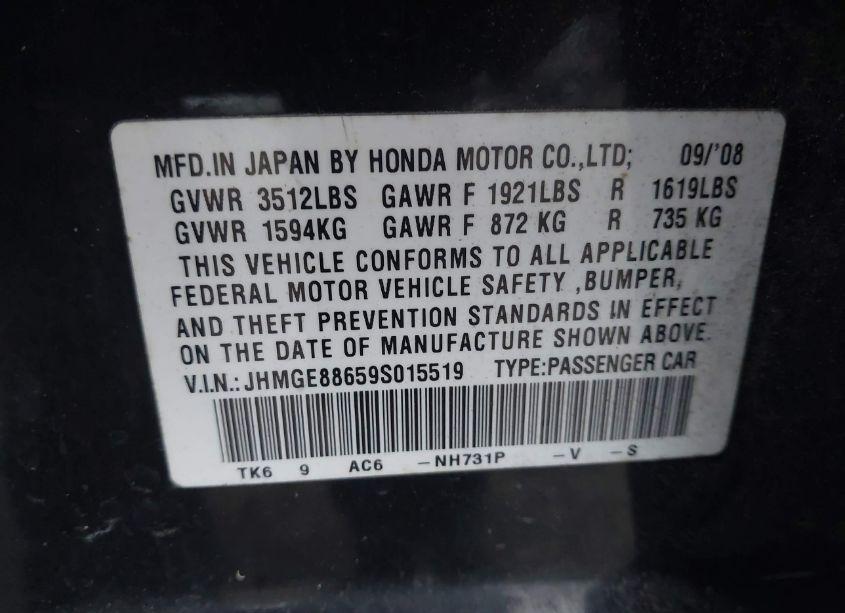 MFD.IN JAPAN BY HONDA MOTOR CO.,LTD; 09/'08
GVWR 3512LBS GAWR F 1921LBS R 1619LBS
GVWR 1594KG GAWR F 872 KG R 735 KG
THIS VEHICLE CONFORMS TO ALL APPLICABLE
FEDERAL MOTOR VEHICLE SAFETY ,BUMPER,
AND THEFT PREVENTION STANDARDS IN EFFECT
ON THE DATE OF MANUFACTURE SHOWN ABOVE.
V.I.N.: JHMGE88659S015519 TYPE:PASSENGER CAR
TK6 9 AC6 -NH731P -V -S